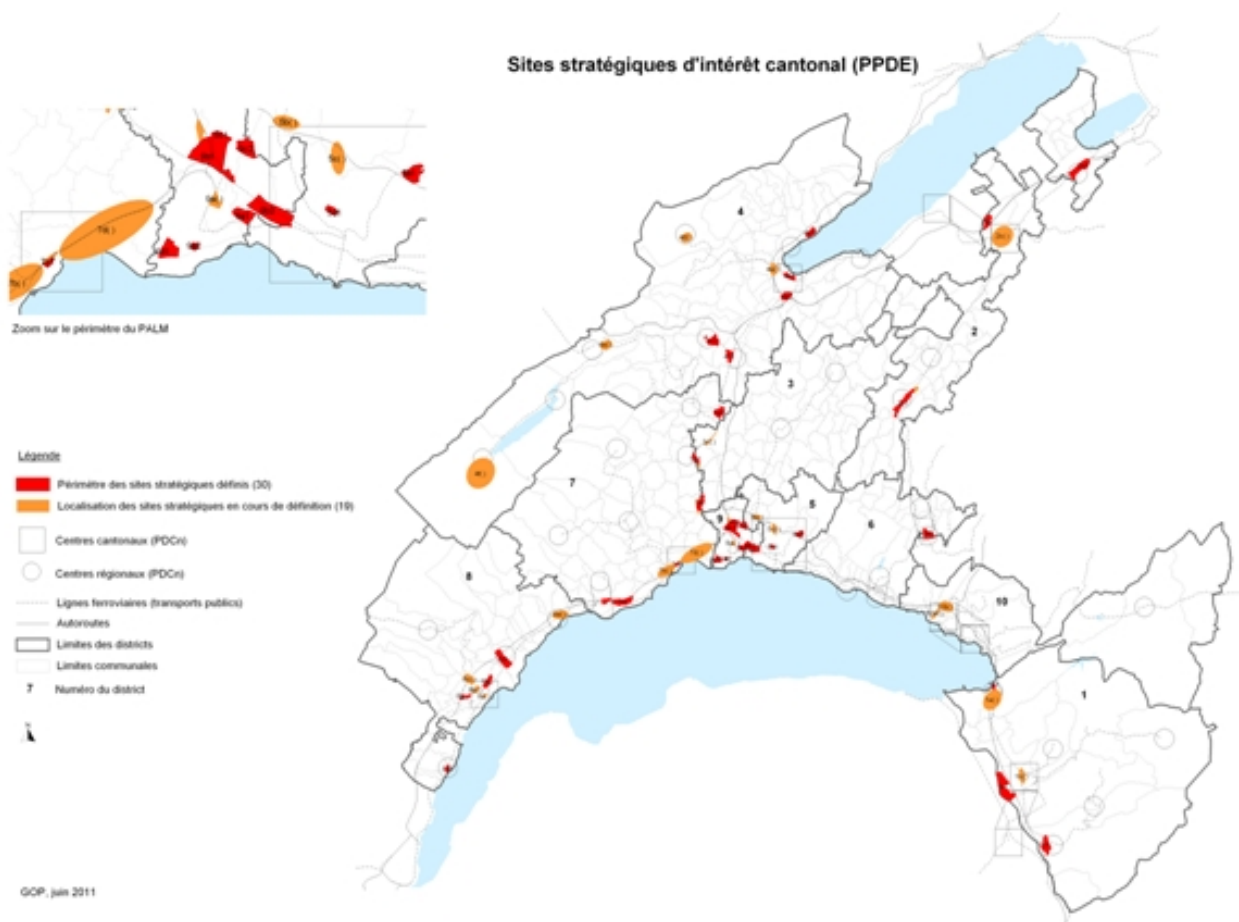 Sites stratégiques d'intérêt cantonal (PPDE)
Zoom sur le périmètre du PALM
Légende
Périmètre des sites stratégiques définis (30)
Localisation des sites stratégiques en cours de définition (19)
Centres cantonaux (PDCn)
Centres régionaux (PDCn)
Lignes ferroviaires (transports publics)
Autoroutes
Limites des districts
Limites communales
7 Numéro du district
N
4
2
3
7
5
9
6
8
10
1
GOP, juin 2011